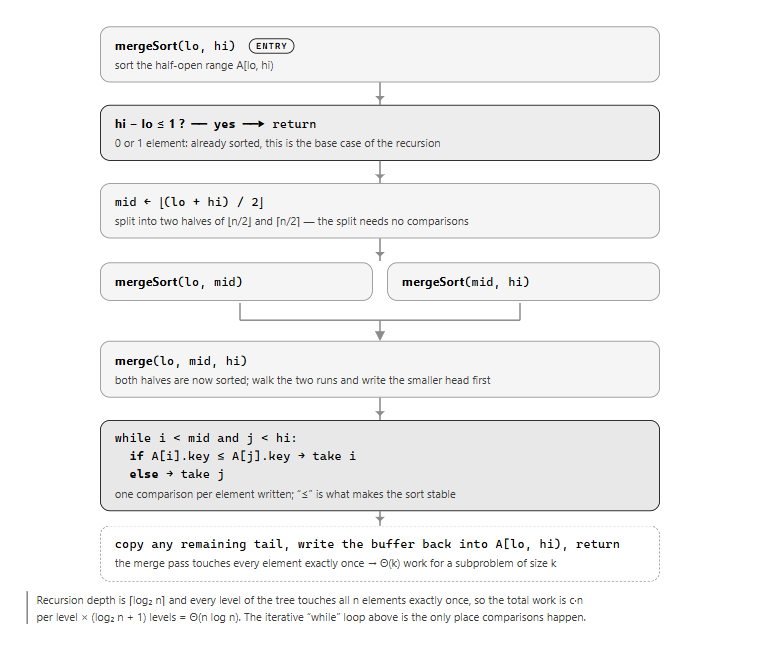 mergeSort(lo, hi) ENTRY
sort the half-open range A[lo, hi)
hi − lo ≤ 1 ? ── yes ──→ return
0 or 1 element: already sorted, this is the base case of the recursion
mid ← ⌊(lo + hi) / 2⌋
split into two halves of ⌊n/2⌋ and ⌈n/2⌉ — the split needs no comparisons
mergeSort(lo, mid)
mergeSort(mid, hi)
merge(lo, mid, hi)
both halves are now sorted; walk the two runs and write the smaller head first
while i < mid and j < hi:
if A[i].key ≤ A[j].key → take i
else → take j
one comparison per element written; “≤” is what makes the sort stable
copy any remaining tail, write the buffer back into A[lo, hi), return
the merge pass touches every element exactly once → Θ(k) work for a subproblem of size k
Recursion depth is ⌈log₂ n⌉ and every level of the tree touches all n elements exactly once, so the total work is c·n
per level × (log₂ n + 1) levels = Θ(n log n). The iterative “while” loop above is the only place comparisons happen.